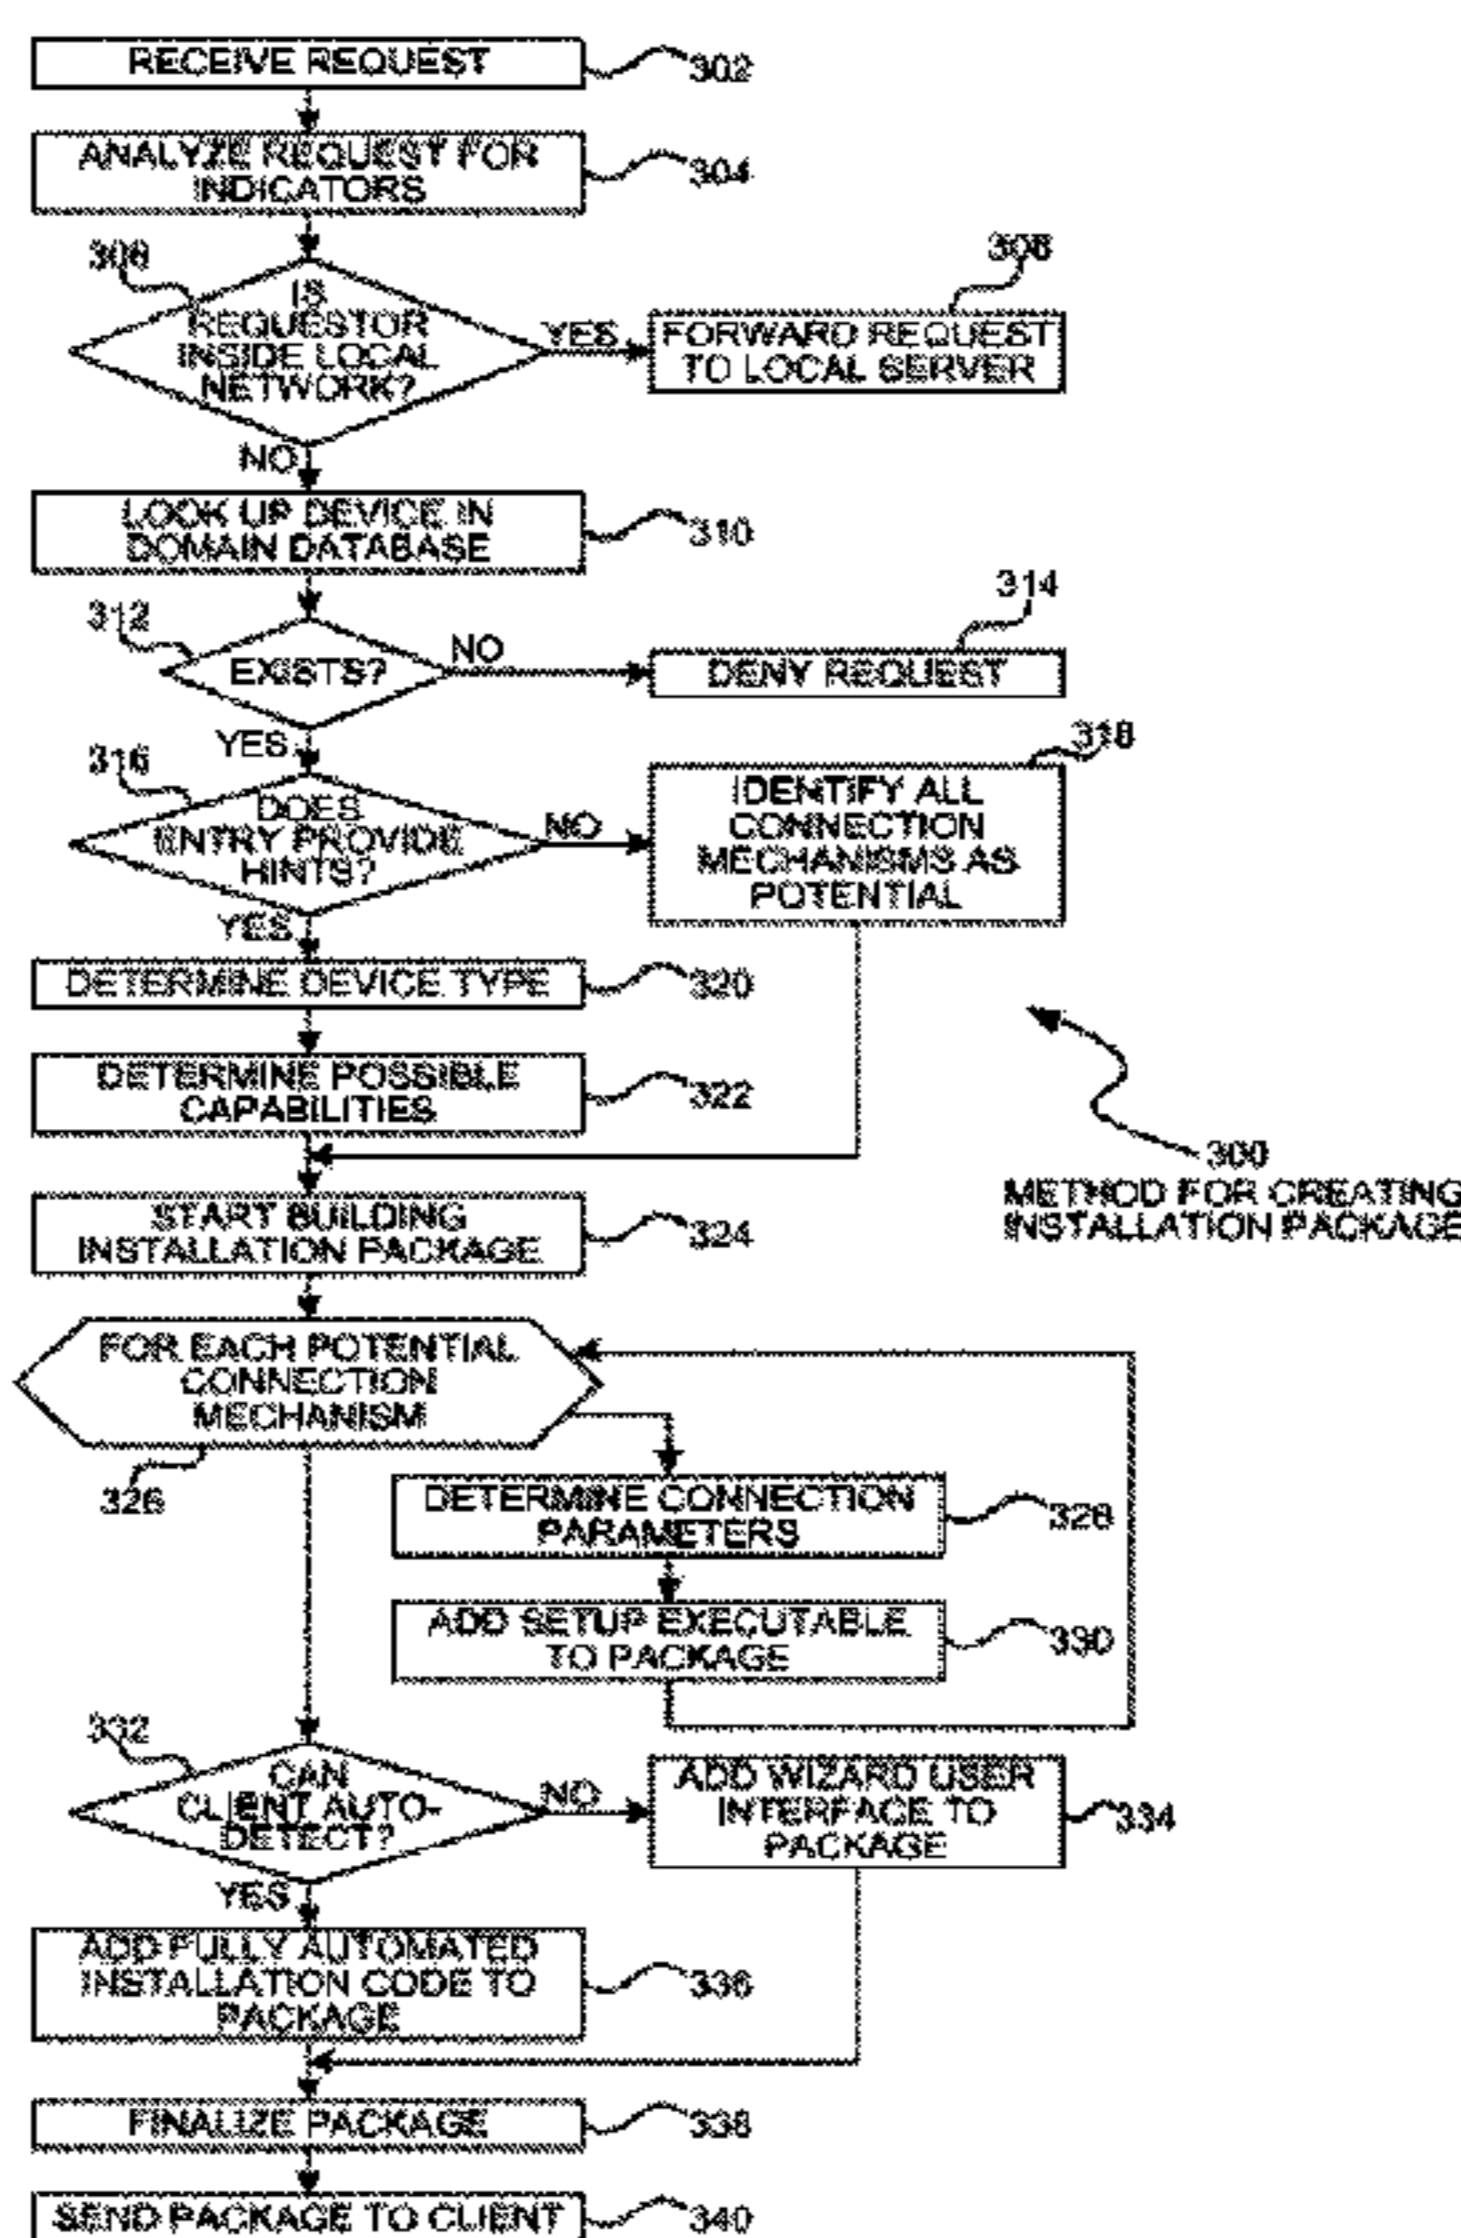 RECEIVE REQUEST
302
ANALYZE REQUEST FOR
INDICATORS
304
306
IS
REQUESTOR
INSIDE LOCAL
NETWORK?
YES
308
FORWARD REQUEST
TO LOCAL SERVER
NO
LOOK UP DEVICE IN
DOMAIN DATABASE
310
312
EXISTS?
NO
314
DENY REQUEST
YES
316
DOES
ENTRY PROVIDE
HINTS?
NO
318
IDENTIFY ALL
CONNECTION
MECHANISMS AS
POTENTIAL
YES
DETERMINE DEVICE TYPE
320
DETERMINE POSSIBLE
CAPABILITIES
322
300
METHOD FOR CREATING
INSTALLATION PACKAGE
START BUILDING
INSTALLATION PACKAGE
324
FOR EACH POTENTIAL
CONNECTION
MECHANISM
326
DETERMINE CONNECTION
PARAMETERS
328
ADD SETUP EXECUTABLE
TO PACKAGE
330
332
CAN
CLIENT AUTO-
DETECT?
NO
ADD WIZARD USER
INTERFACE TO
PACKAGE
334
YES
ADD FULLY AUTOMATED
INSTALLATION CODE TO
PACKAGE
336
FINALIZE PACKAGE
338
SEND PACKAGE TO CLIENT
340